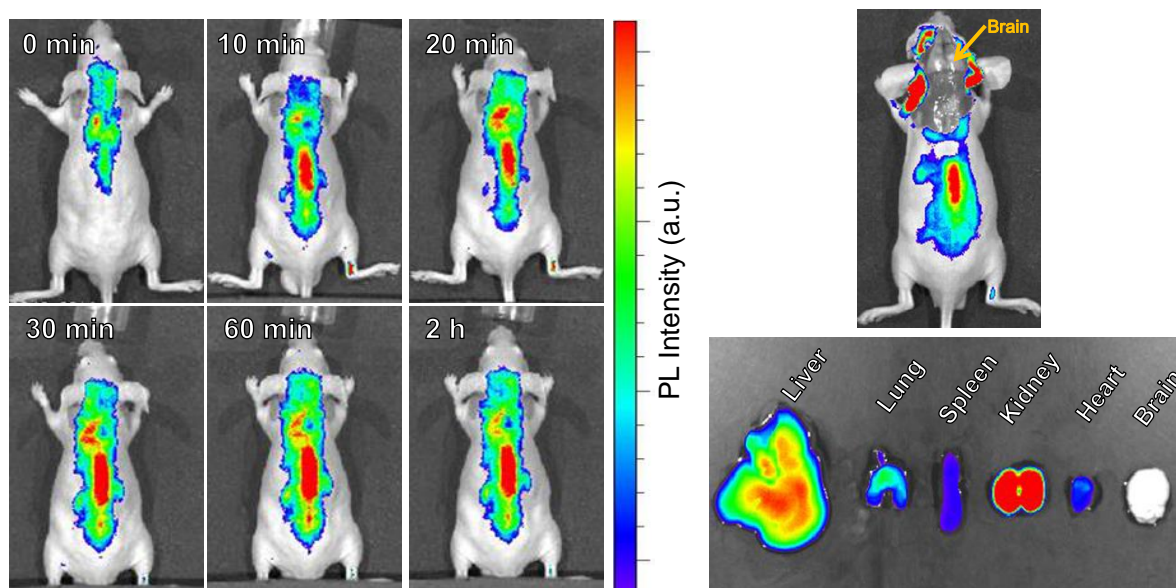 0 min
10 min
20 min
30 min
60 min
2 h
PL Intensity (a.u.)
Brain
Liver
Lung
Spleen
Kidney
Heart
Brain